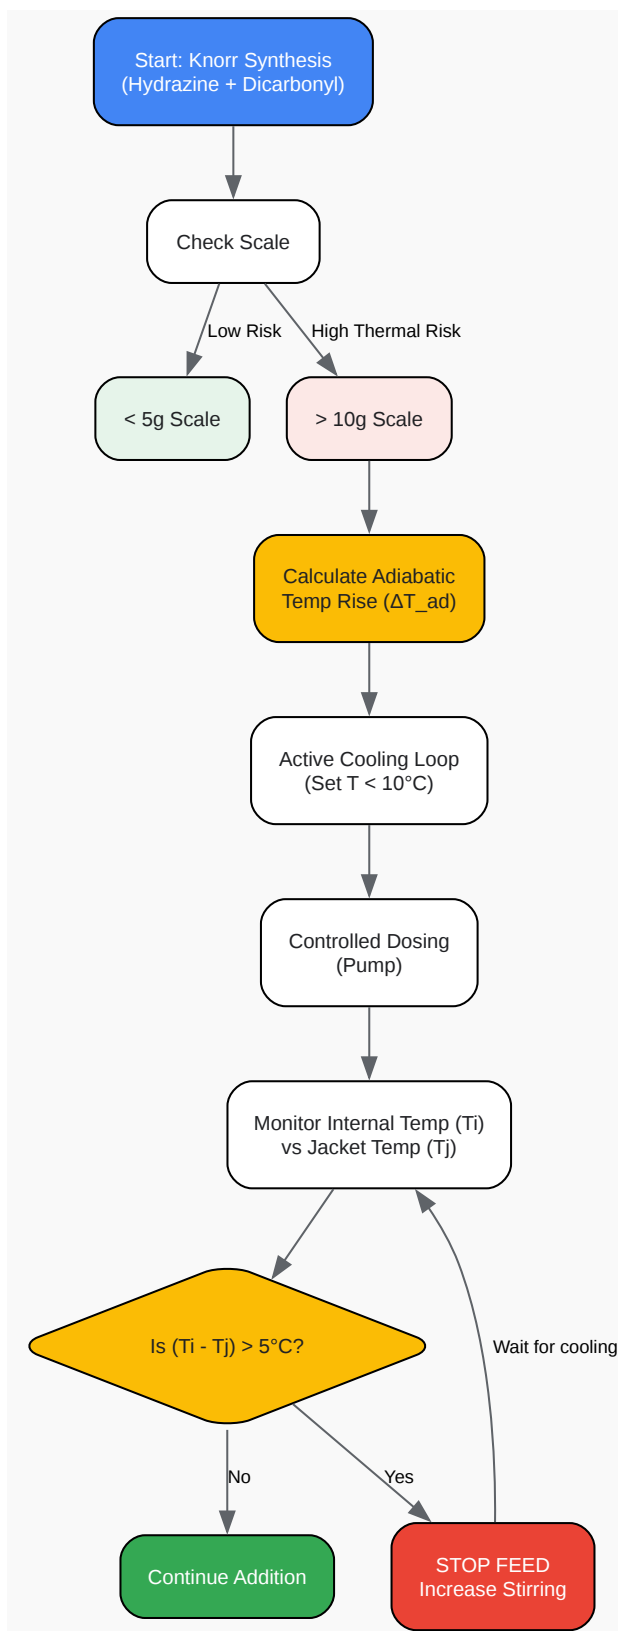 Start: Knorr Synthesis
(Hydrazine + Dicarbonyl)
Check Scale
Low Risk
High Thermal Risk
< 5g Scale
> 10g Scale
Calculate Adiabatic
Temp Rise (ΔT_ad)
Active Cooling Loop
(Set T < 10°C)
Controlled Dosing
(Pump)
Monitor Internal Temp (Ti)
vs Jacket Temp (Tj)
Is (Ti - Tj) > 5°C?
Wait for cooling
No
Yes
Continue Addition
STOP FEED
Increase Stirring